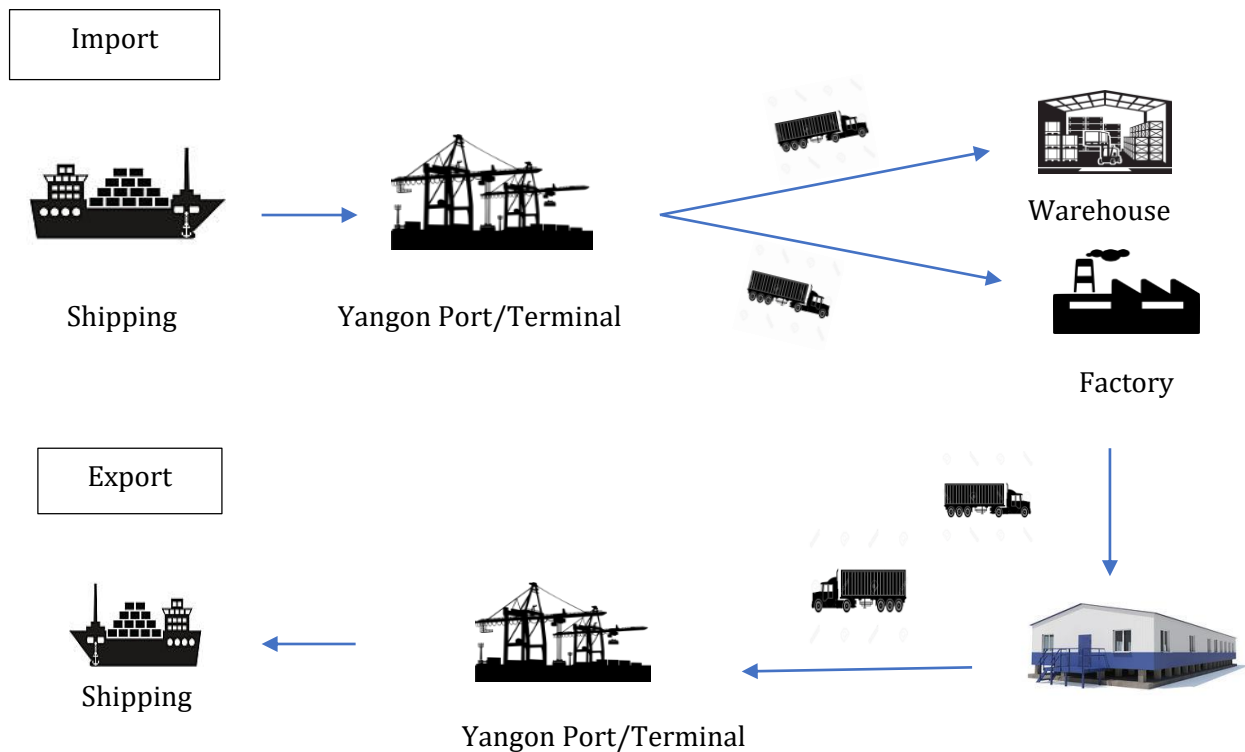 Import
Warehouse
Shipping
Yangon Port/Terminal
Factory
Export
Shipping
Yangon Port/Terminal